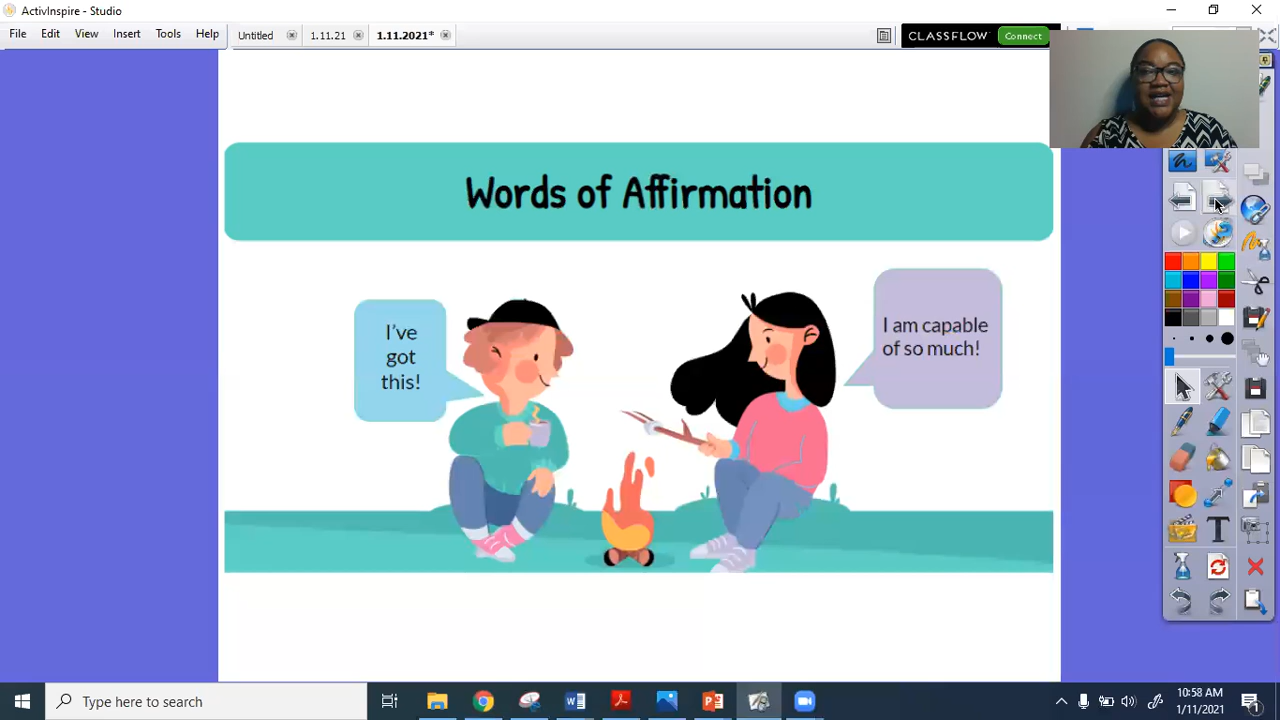 ActivInspire - Studio
File Edit View Insert Tools Help
Untitled 1.11.21 1.11.2021*
CLASSFLOW Connect
Words of Affirmation
I've
got
this!
I am capable
of so much!
Type here to search
10:58 AM
1/11/2021